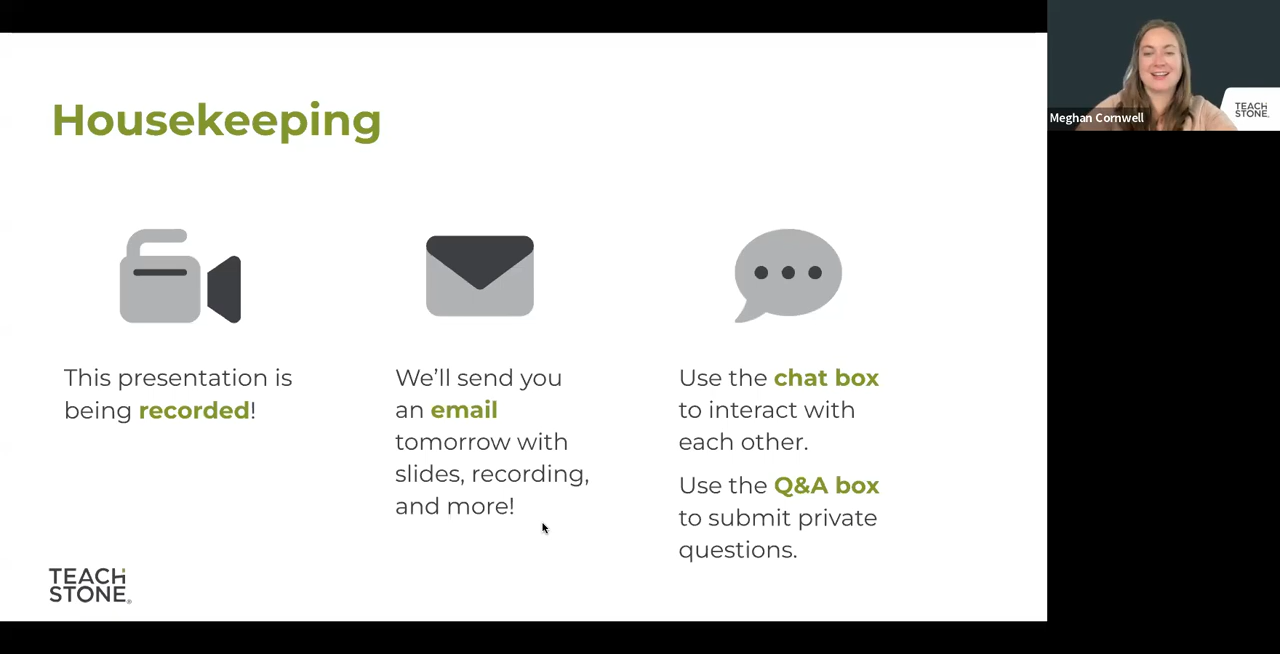 Housekeeping
This presentation is
being recorded!
We’ll send you
an email
tomorrow with
slides, recording,
and more!
Use the chat box
to interact with
each other.
Use the Q&A box
to submit private
questions.
TEACH
STONE®
Meghan Cornwell
TEACH
STONE.